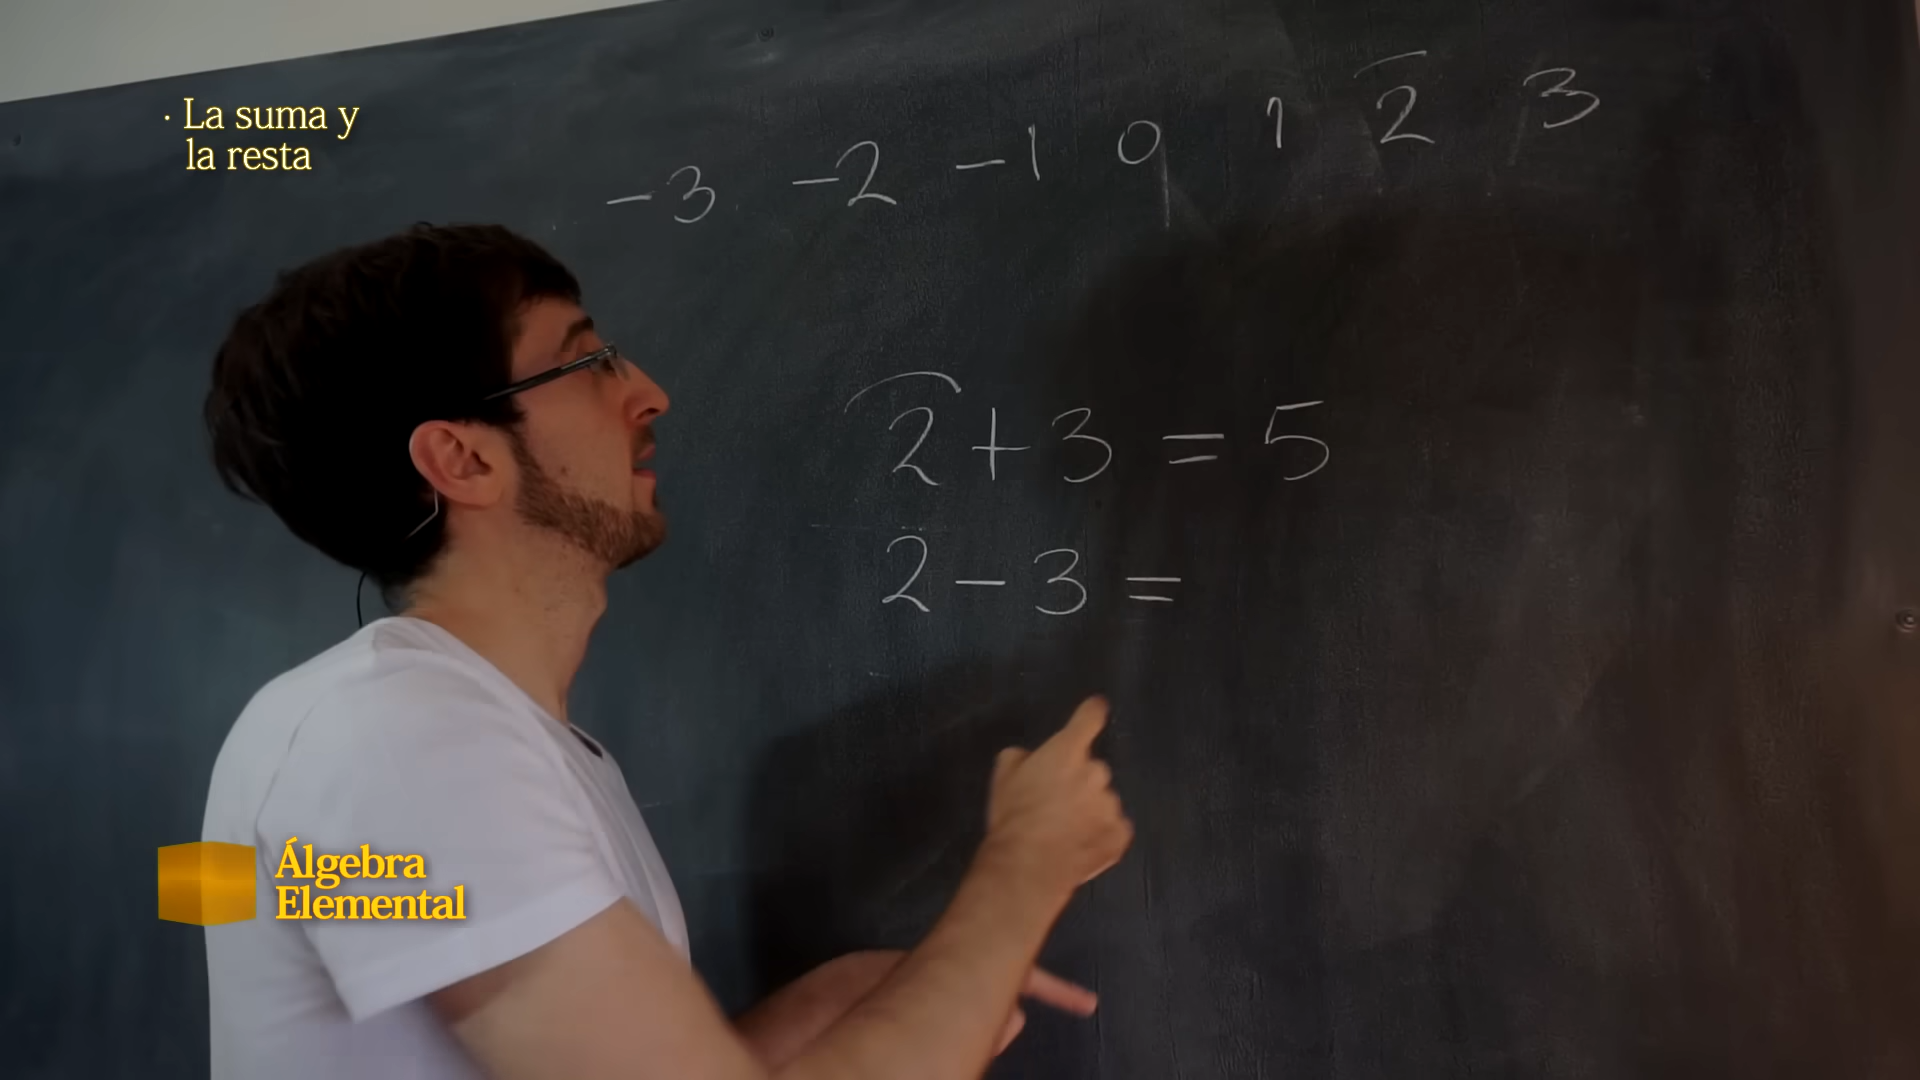 · La suma y
la resta
-3 -2 -1 0 1 2 3
2 + 3 = 5
2 - 3 =
Álgebra
Elemental